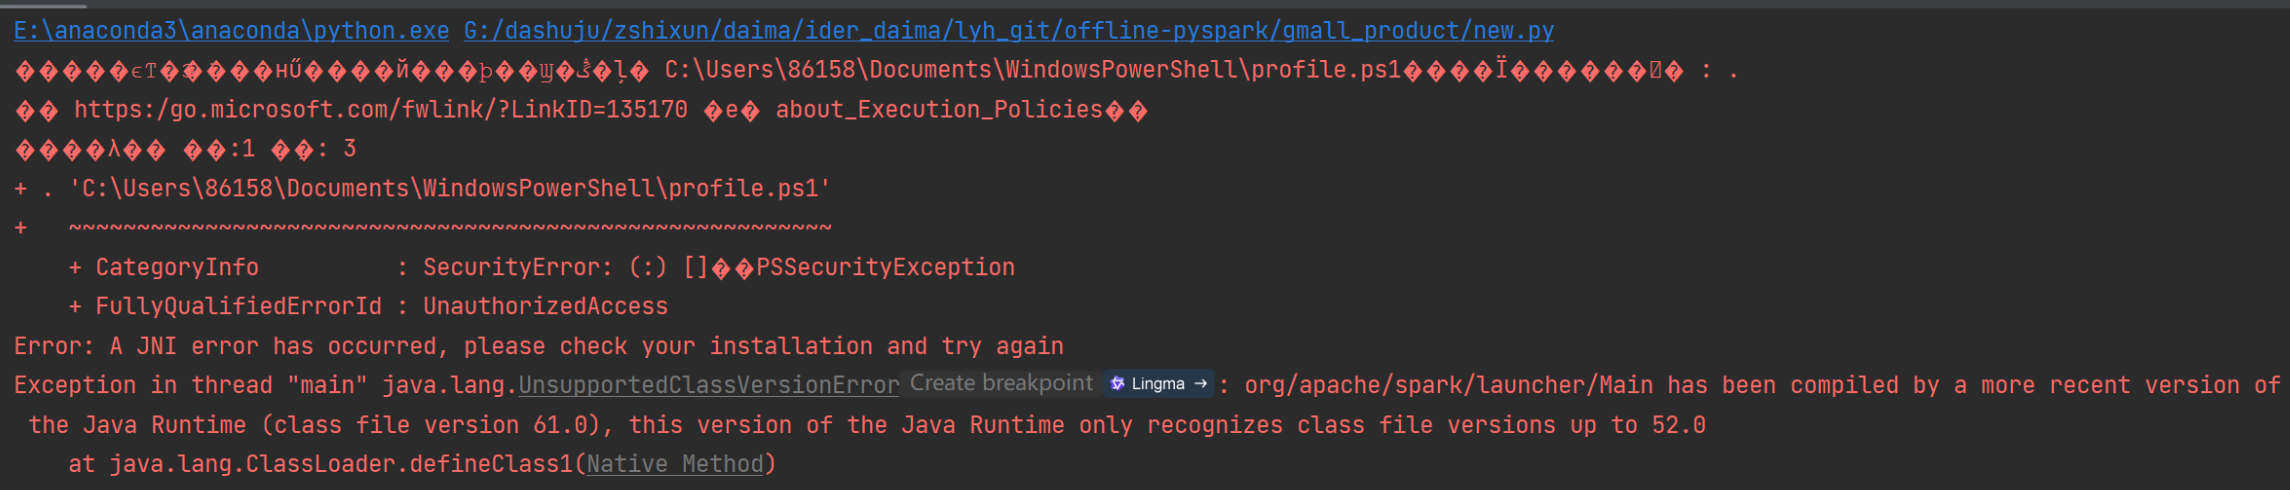 E:\anaconda3\anaconda\python.exe G:/dashuju/zshixun/daima/ider_daima/lyh_git/offline-pyspark/gmall_product/new.py
C:\Users\86158\Documents\WindowsPowerShell\profile.ps1 : .
https:/go.microsoft.com/fwlink/?LinkID=135170 �e� about_Execution_Policies��
����λ�� ��:1 ��: 3
+ . 'C:\Users\86158\Documents\WindowsPowerShell\profile.ps1'
+   ~~~~~~~~~~~~~~~~~~~~~~~~~~~~~~~~~~~~~~~~~~~~~~~~~~~~~~~~
+ CategoryInfo          : SecurityError: (:) []��PSSecurityException
+ FullyQualifiedErrorId : UnauthorizedAccess
Error: A JNI error has occurred, please check your installation and try again
Exception in thread "main" java.lang.UnsupportedClassVersionError Create breakpoint Lingma → : org/apache/spark/launcher/Main has been compiled by a more recent version of
the Java Runtime (class file version 61.0), this version of the Java Runtime only recognizes class file versions up to 52.0
at java.lang.ClassLoader.defineClass1(Native Method)